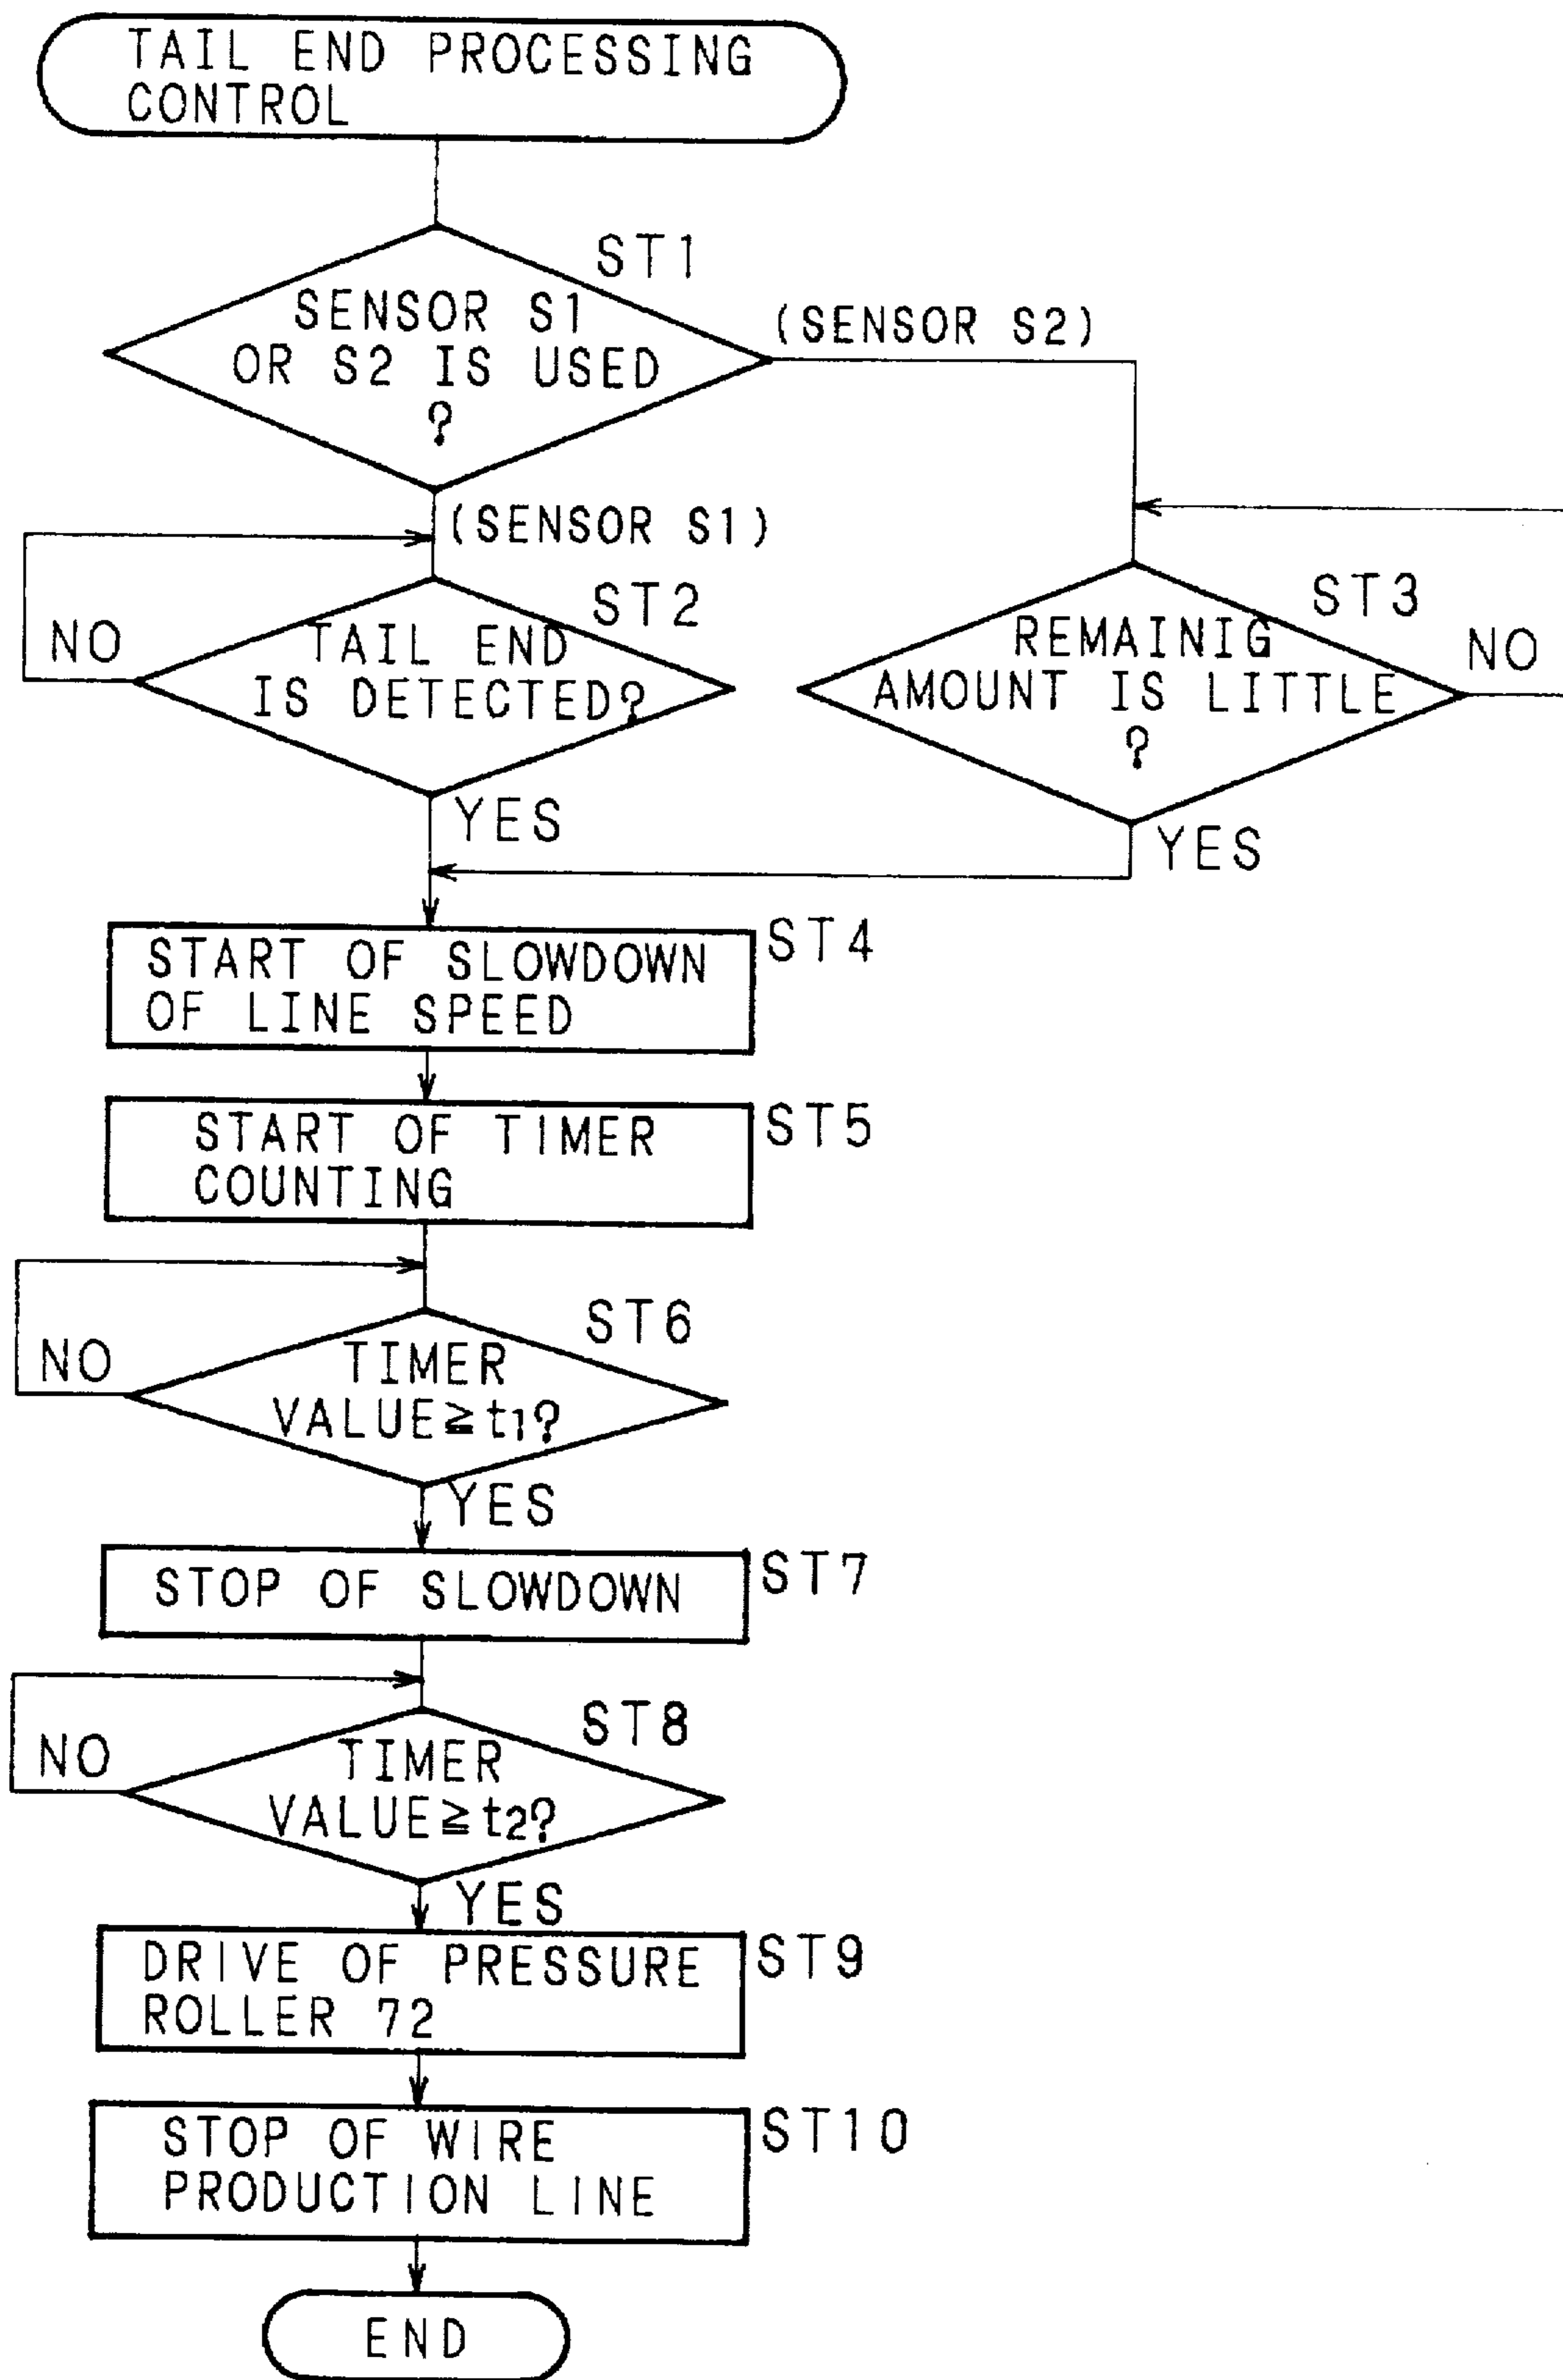 TAIL END PROCESSING
CONTROL
ST1
SENSOR S1
OR S2 IS USED
?
(SENSOR S2)
(SENSOR S1)
ST2
NO
TAIL END
IS DETECTED?
YES
ST3
REMAINIG
AMOUNT IS LITTLE
?
NO
YES
ST4
START OF SLOWDOWN
OF LINE SPEED
ST5
START OF TIMER
COUNTING
ST6
NO
TIMER
VALUE≧t1?
YES
ST7
STOP OF SLOWDOWN
ST8
NO
TIMER
VALUE≧t2?
YES
ST9
DRIVE OF PRESSURE
ROLLER 72
ST10
STOP OF WIRE
PRODUCTION LINE
END